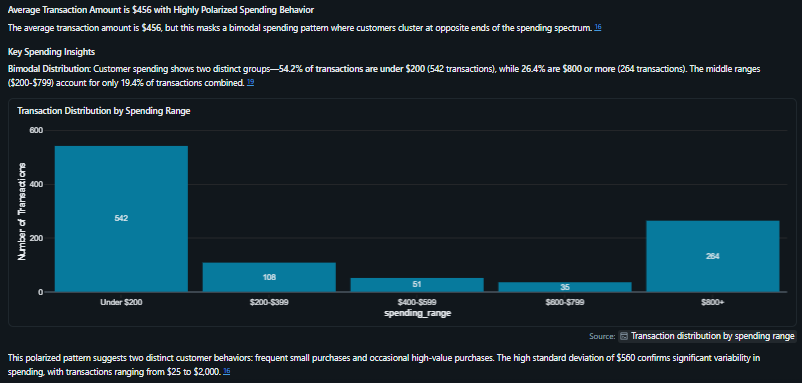 Average Transaction Amount is $456 with Highly Polarized Spending Behavior
The average transaction amount is $456, but this masks a bimodal spending pattern where customers cluster at opposite ends of the spending spectrum. 16
Key Spending Insights
Bimodal Distribution: Customer spending shows two distinct groups—54.2% of transactions are under $200 (542 transactions), while 26.4% are $800 or more (264 transactions). The middle ranges
($200-$799) account for only 19.4% of transactions combined. 19
Transaction Distribution by Spending Range
Number of Transactions
600
400
200
0
542
108
51
35
264
Under $200
$200-$399
$400-$599
$600-$799
$800+
spending_range
Source: Transaction distribution by spending range
This polarized pattern suggests two distinct customer behaviors: frequent small purchases and occasional high-value purchases. The high standard deviation of $560 confirms significant variability in
spending, with transactions ranging from $25 to $2,000. 16